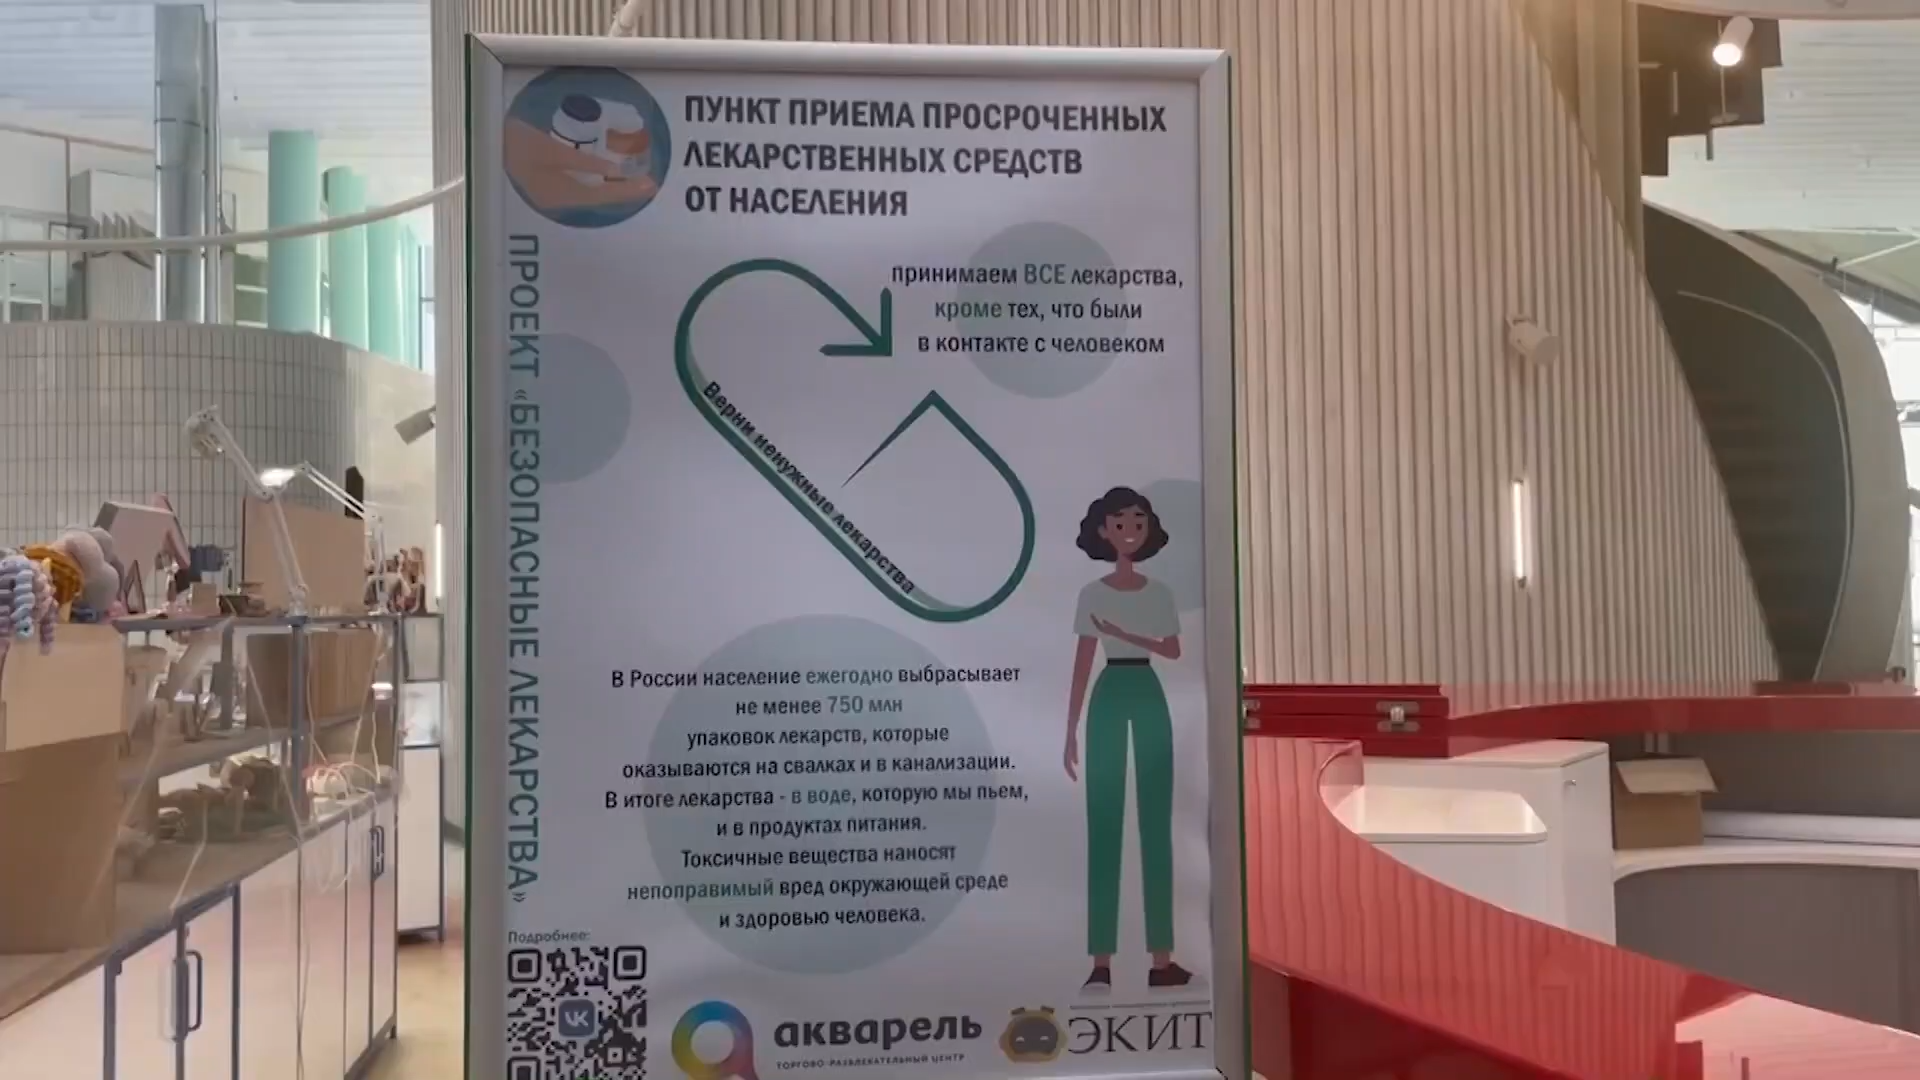 ПУНКТ ПРИЕМА ПРОСРОЧЕННЫХ
ЛЕКАРСТВЕННЫХ СРЕДСТВ
ОТ НАСЕЛЕНИЯ
ПРОЕКТ «БЕЗОПАСНЫЕ ЛЕКАРСТВА»
принимаем ВСЕ лекарства,
кроме тех, что были
в контакте с человеком
Верни ненужные лекарства
В России население ежегодно выбрасывает
не менее 750 млн
упаковок лекарств, которые
оказываются на свалках и в канализации.
В итоге лекарства - в воде, которую мы пьем,
и в продуктах питания.
Токсичные вещества наносят
непоправимый вред окружающей среде
и здоровью человека.
Подробнее:
акварель
ТОРГОВО-РАЗВЛЕКАТЕЛЬНЫЙ ЦЕНТР
ЭКИТ